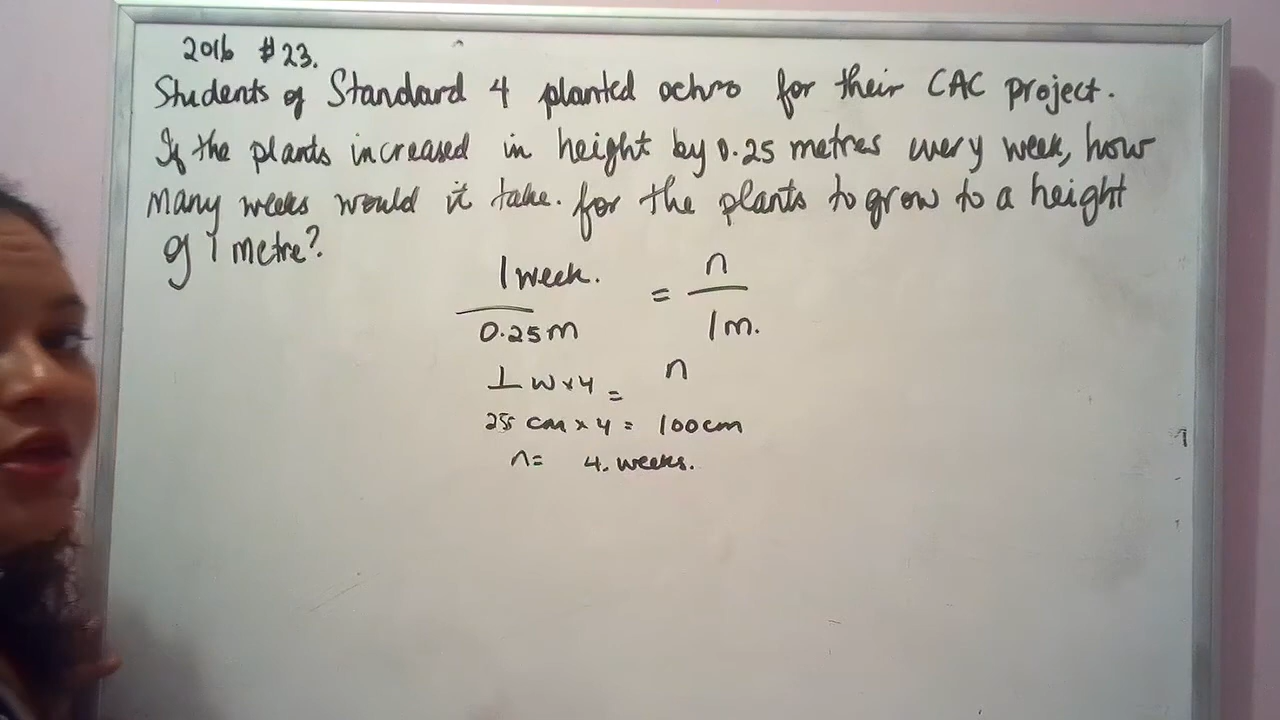 2016 #23.
Students of Standard 4 planted ochro for their CAC project.
If the plants increased in height by 0.25 metres every week, how
many weeks would it take. for the plants to grow to a height
of 1 metre?
1 week. = n
0.25m 1m.
1 w x 4 = n
25 cm x 4 = 100cm
n= 4. weeks.